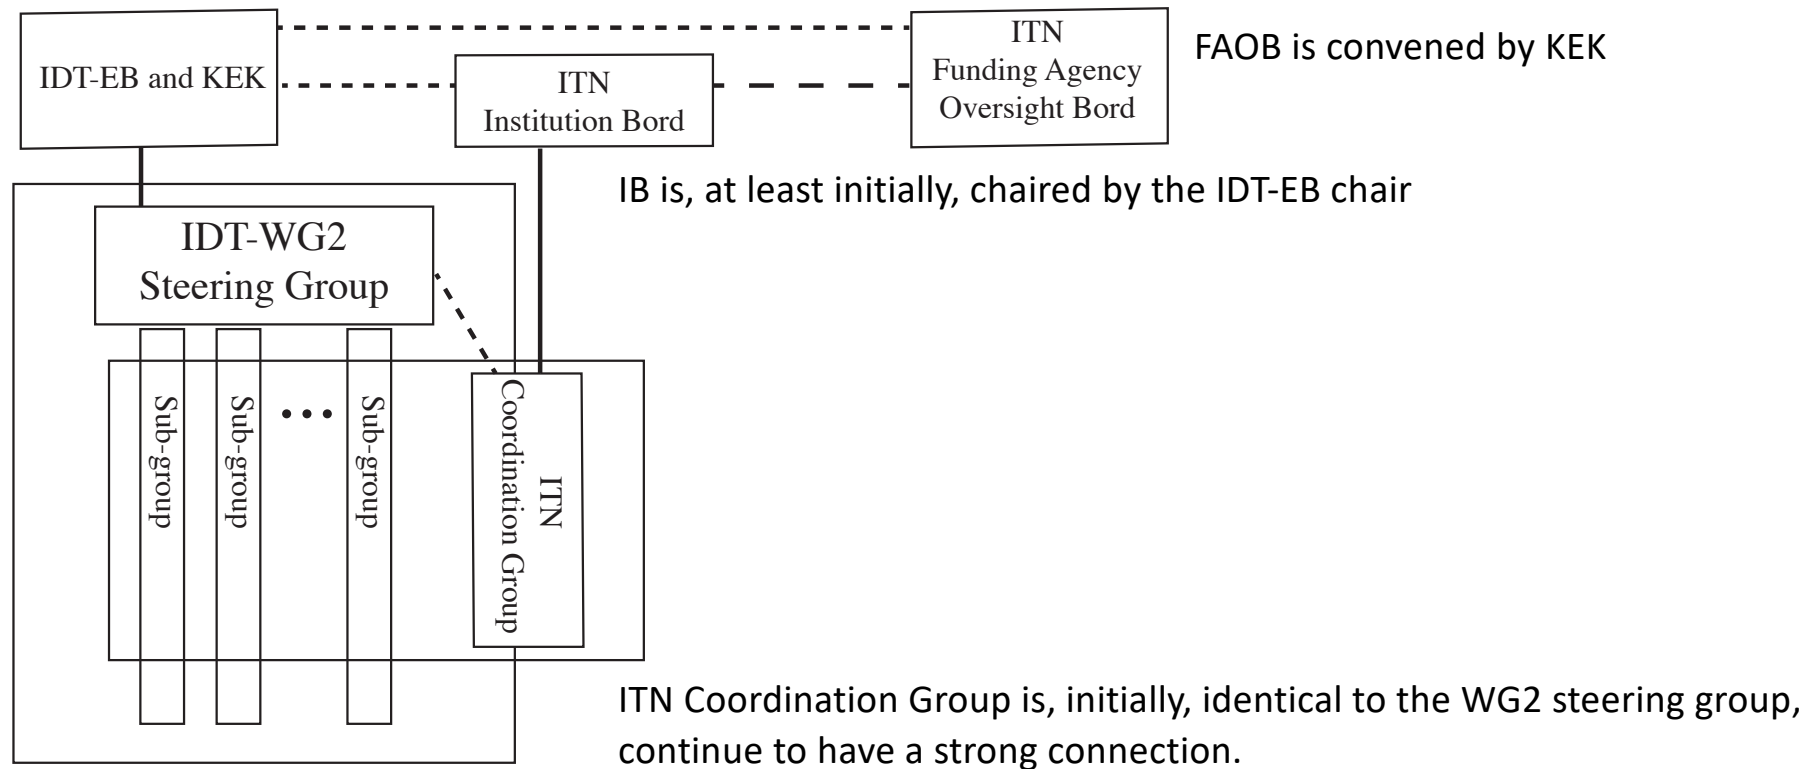 IDT-EB and KEK
ITN
Institution Bord
ITN
Funding Agency
Oversight Bord
FAOB is convened by KEK
IB is, at least initially, chaired by the IDT-EB chair
IDT-WG2
Steering Group
Sub-group
Sub-group
•••
Sub-group
ITN
Coordination Group
ITN Coordination Group is, initially, identical to the WG2 steering group,
continue to have a strong connection.